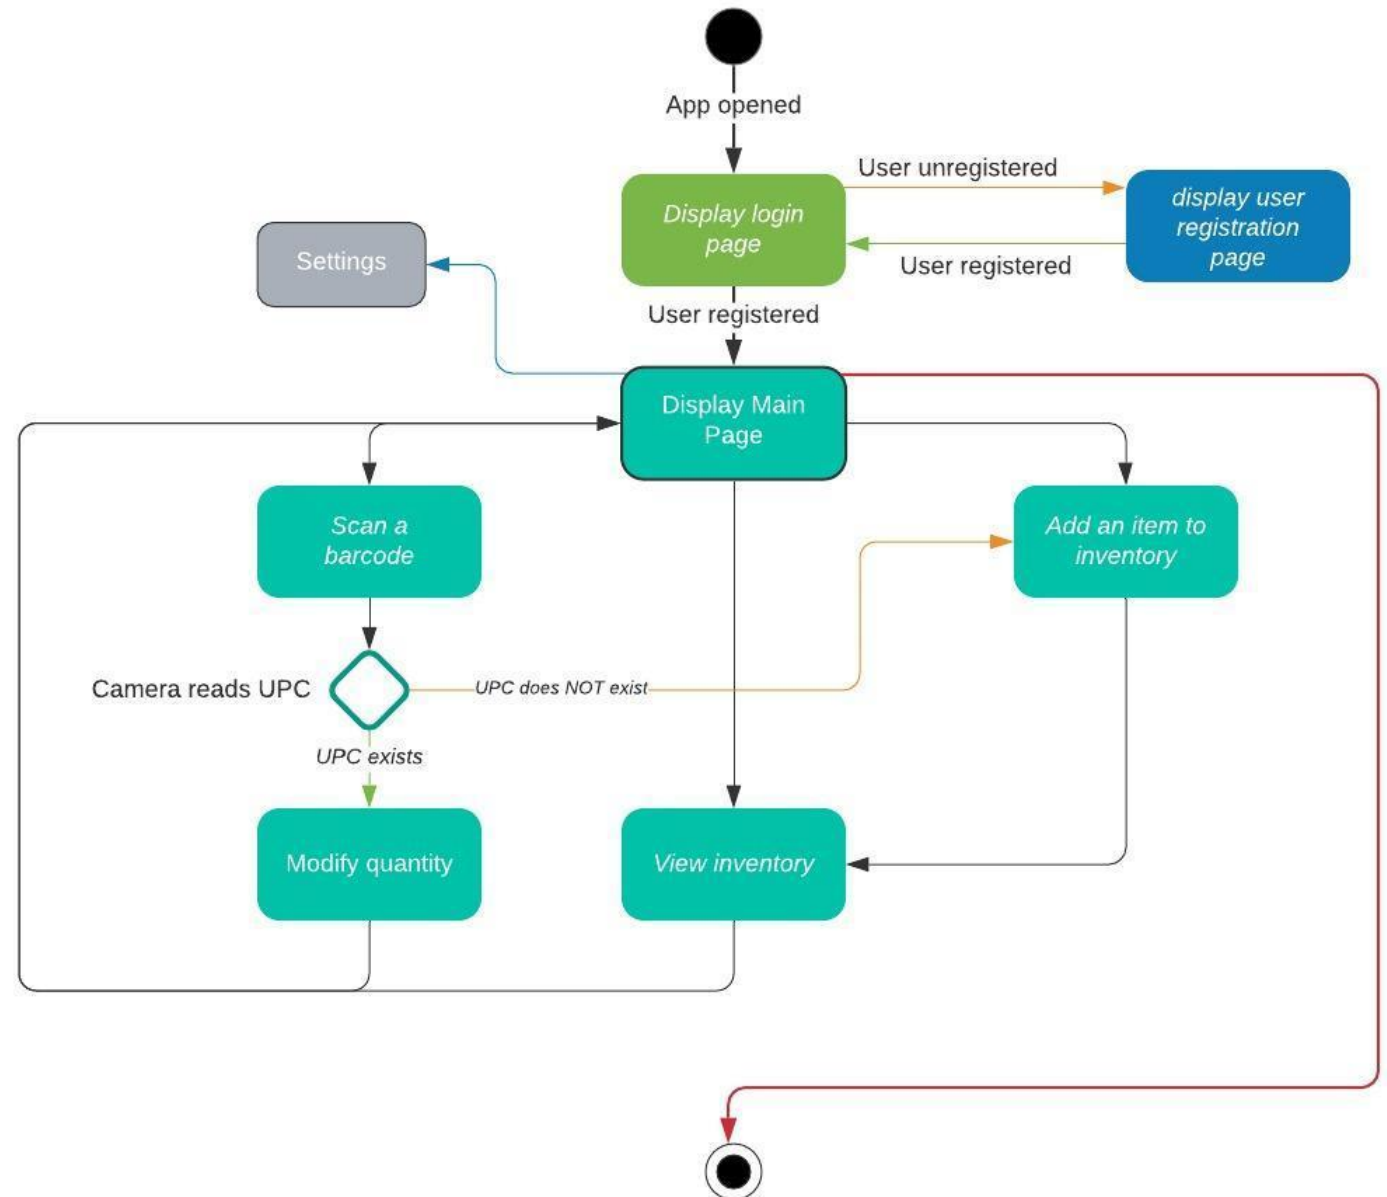 App opened
User unregistered
Display login
page
display user
registration
page
User registered
Settings
User registered
Display Main
Page
Scan a
barcode
Add an item to
inventory
Camera reads UPC
UPC does NOT exist
UPC exists
Modify quantity
View inventory